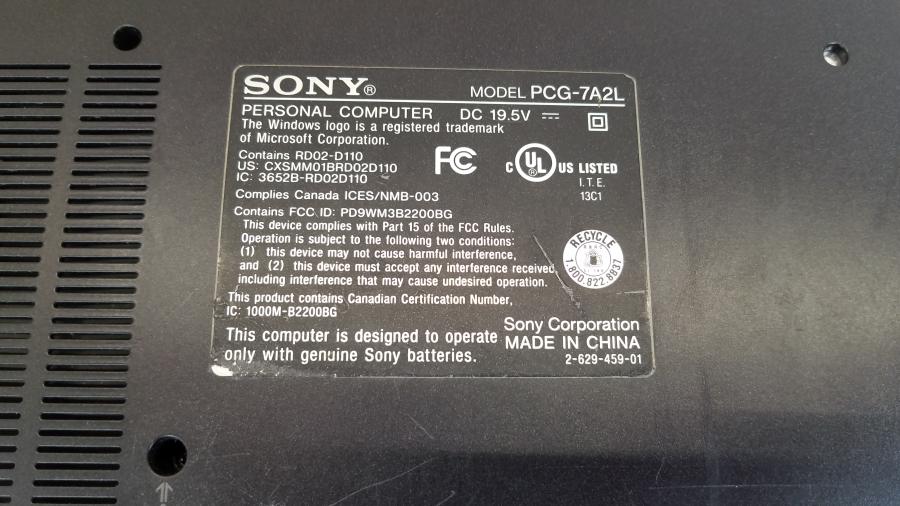 SONY®
MODEL PCG-7A2L
PERSONAL COMPUTER DC 19.5V
The Windows logo is a registered trademark
of Microsoft Corporation.
Contains RD02-D110
US: CXSMM01BRD02D110
IC: 3652B-RD02D110
FC
C UL® US LISTED
I.T.E.
13C1
Complies Canada ICES/NMB-003
Contains FCC ID: PD9WM3B2200BG
This device complies with Part 15 of the FCC Rules.
Operation is subject to the following two conditions:
(1) this device may not cause harmful interference,
and (2) this device must accept any interference received,
including interference that may cause undesired operation.
RECYCLE
1.800.822.8837
This product contains Canadian Certification Number,
IC: 1000M-B2200BG
This computer is designed to operate
only with genuine Sony batteries.
Sony Corporation
MADE IN CHINA
2-629-459-01